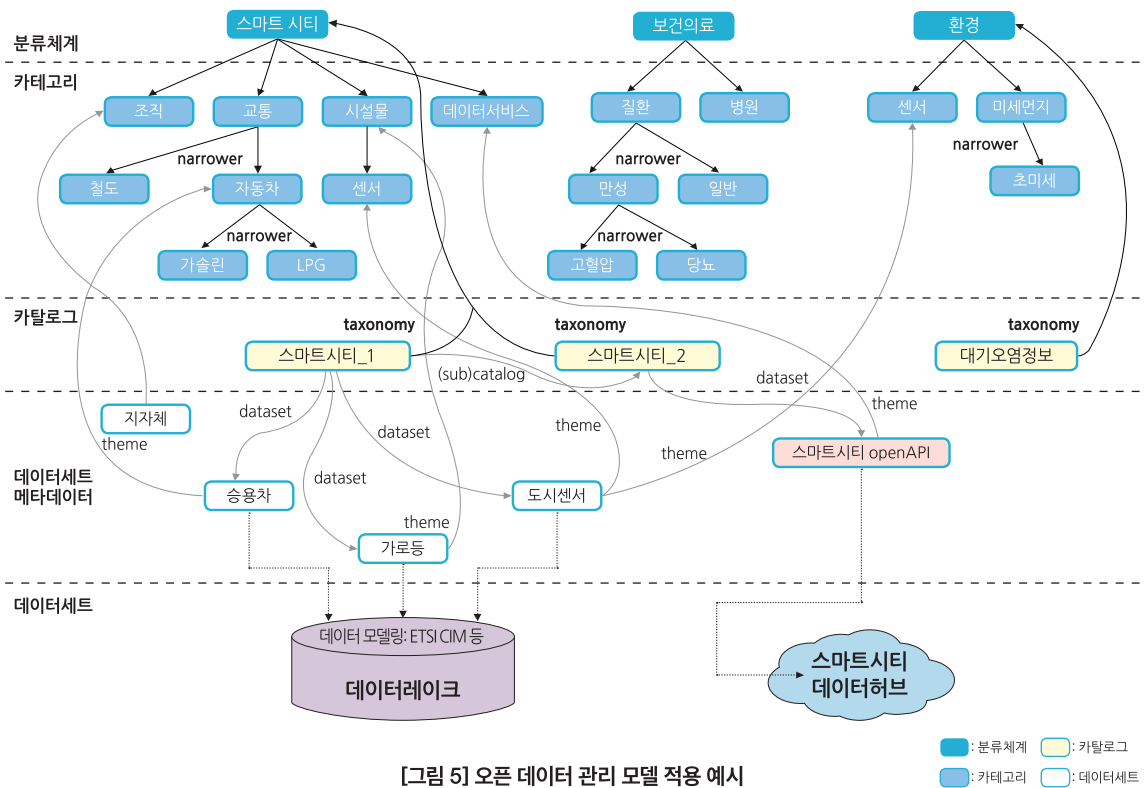 스마트 시티
보건의료
환경
분류체계
카테고리
조직
교통
시설물
데이터서비스
질환
병원
센서
미세먼지
narrower
narrower
narrower
철도
자동차
센서
만성
일반
초미세
narrower
narrower
가솔린
LPG
고혈압
당뇨
카탈로그
taxonomy
taxonomy
taxonomy
스마트시티_1
스마트시티_2
대기오염정보
(sub)catalog
dataset
지자체
dataset
theme
theme
dataset
theme
theme
스마트시티 openAPI
데이터세트
메타데이터
dataset
승용차
도시센서
theme
가로등
데이터세트
데이터 모델링: ETSI CIM 등
데이터레이크
스마트시티
데이터허브
: 분류체계
: 카탈로그
: 카테고리
: 데이터세트
[그림 5] 오픈 데이터 관리 모델 적용 예시